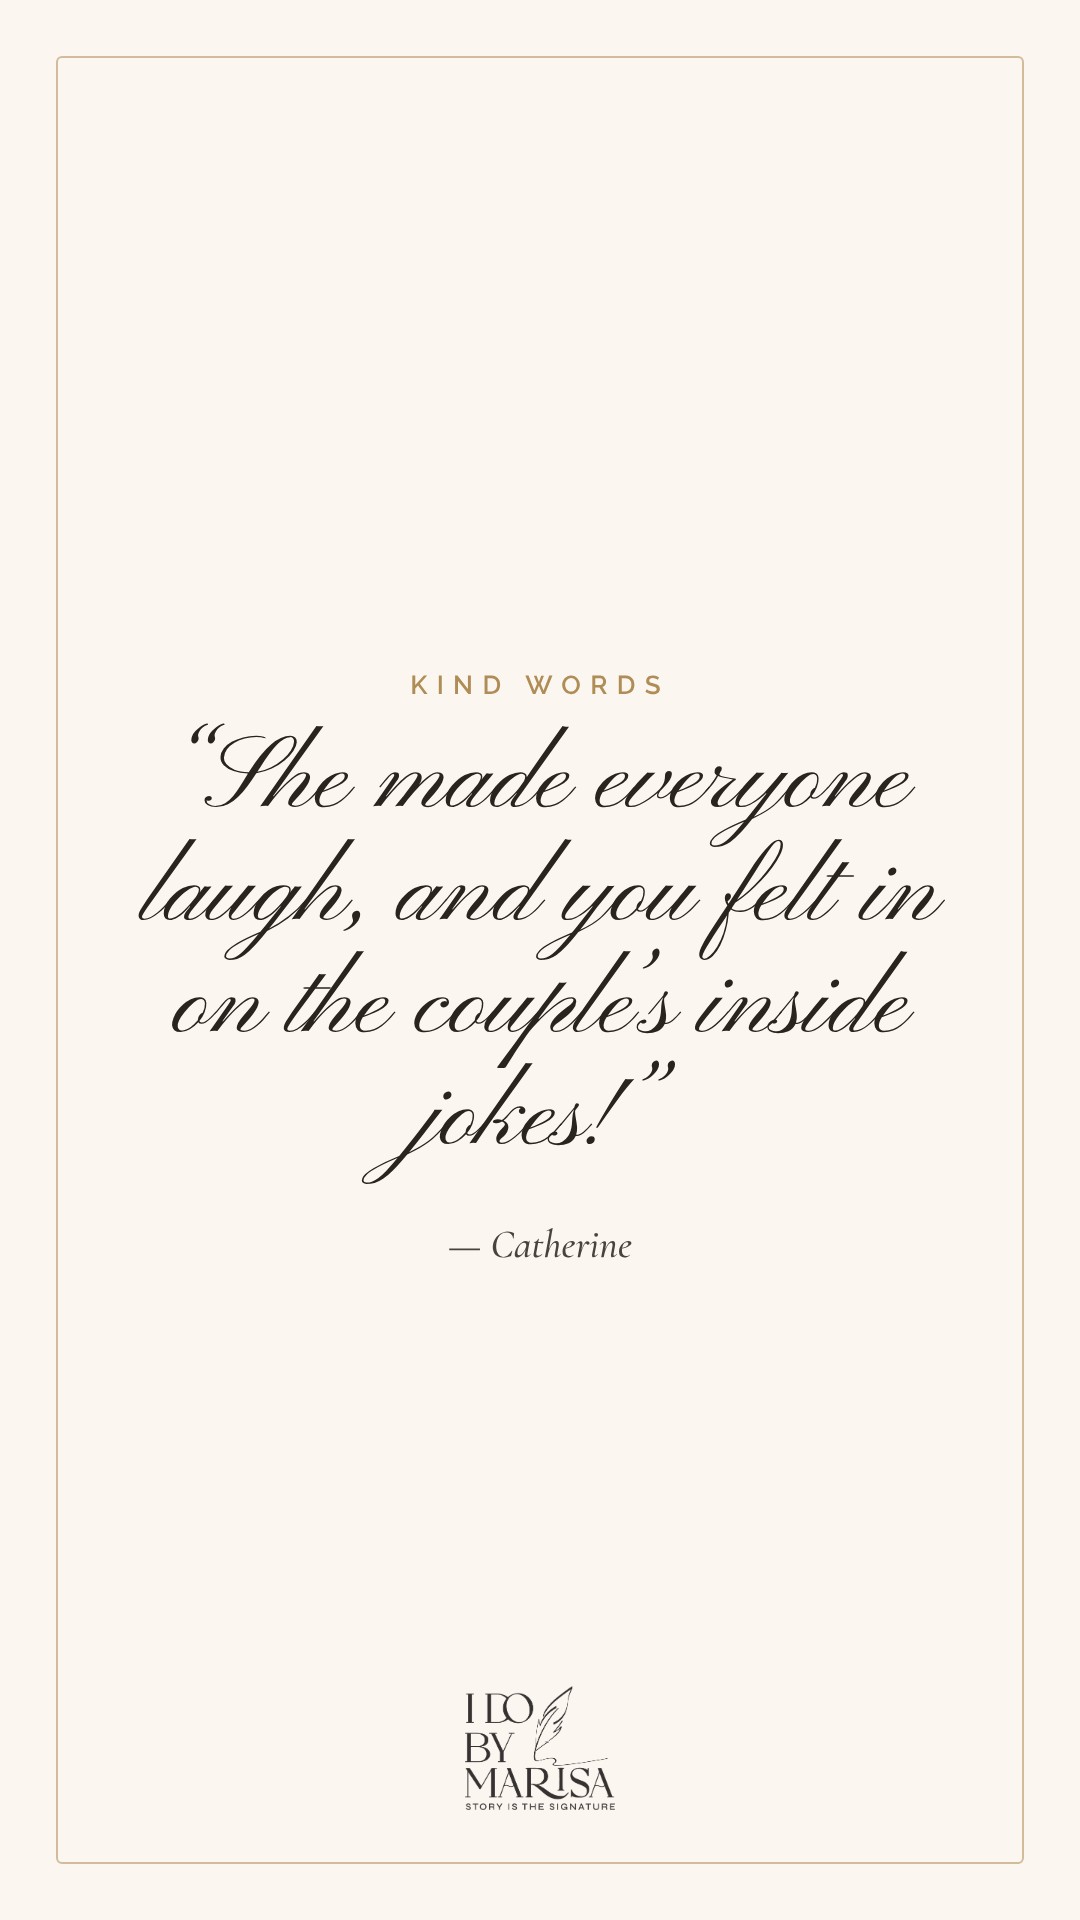 KIND WORDS
“She made everyone
laugh, and you felt in
on the couple’s inside
jokes!”
— Catherine
I DO
BY
MARISA
STORY IS THE SIGNATURE